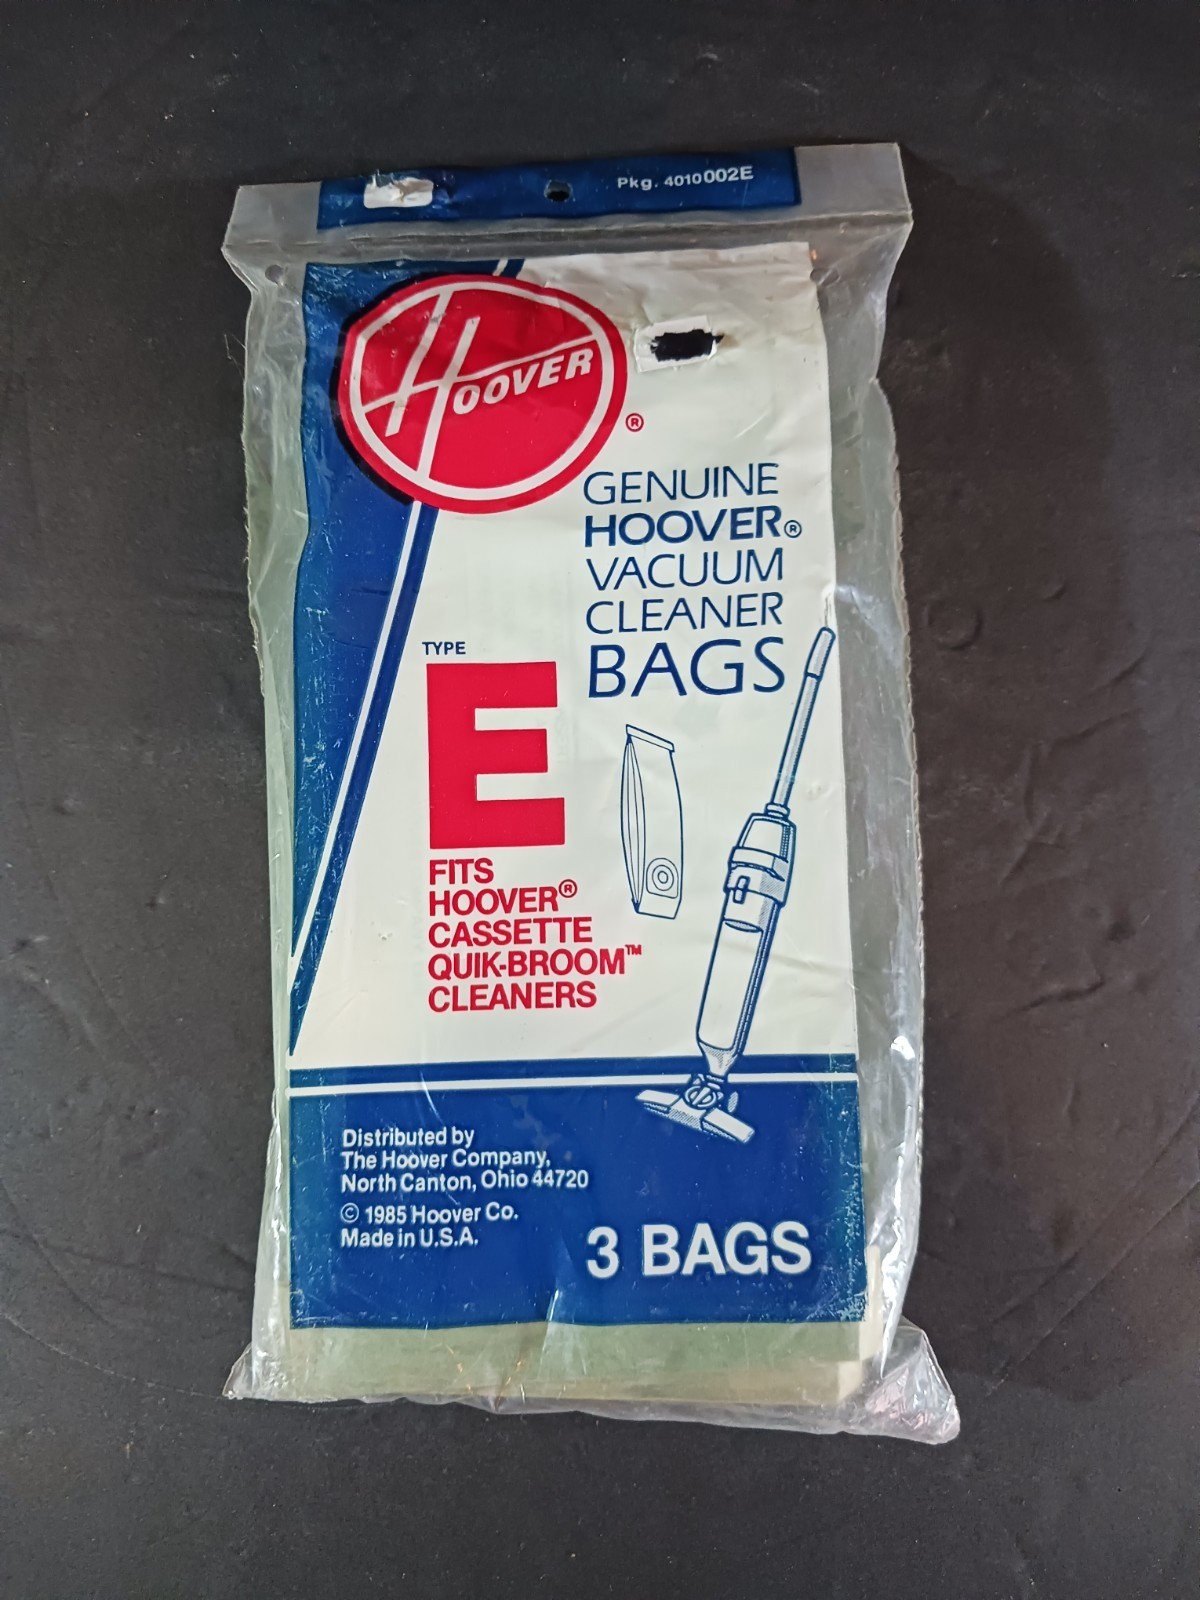 Pkg. 4010002E
HOOVER
®
GENUINE
HOOVER®
VACUUM
CLEANER
BAGS
TYPE
E
FITS
HOOVER®
CASSETTE
QUIK-BROOM™
CLEANERS
Distributed by
The Hoover Company,
North Canton, Ohio 44720
© 1985 Hoover Co.
Made in U.S.A.
3 BAGS